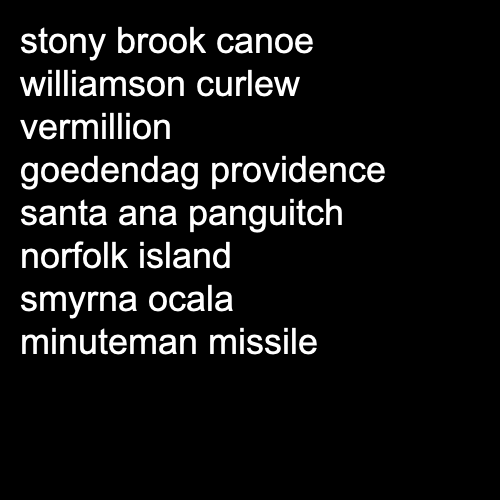 stony brook canoe
williamson curlew
vermillion
goedendag providence
santa ana panguitch
norfolk island
smyrna ocala
minuteman missile